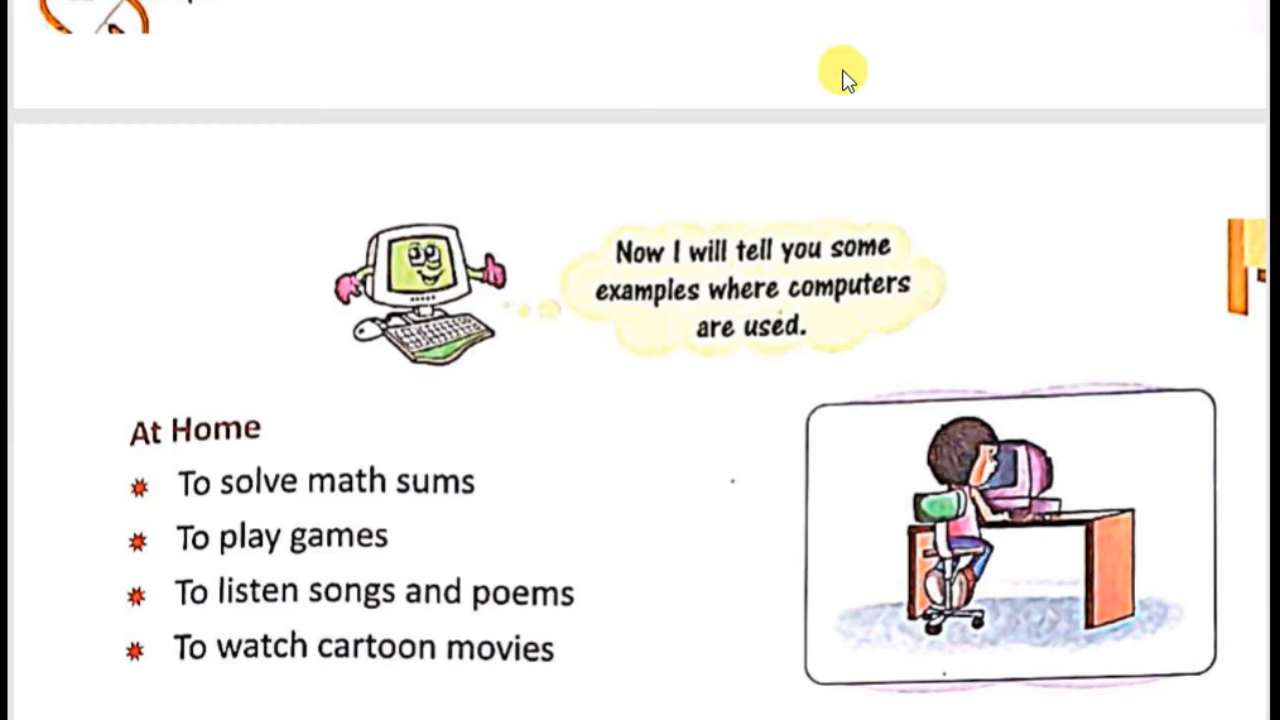 Now I will tell you some
examples where computers
are used.
At Home
To solve math sums
To play games
To listen songs and poems
To watch cartoon movies